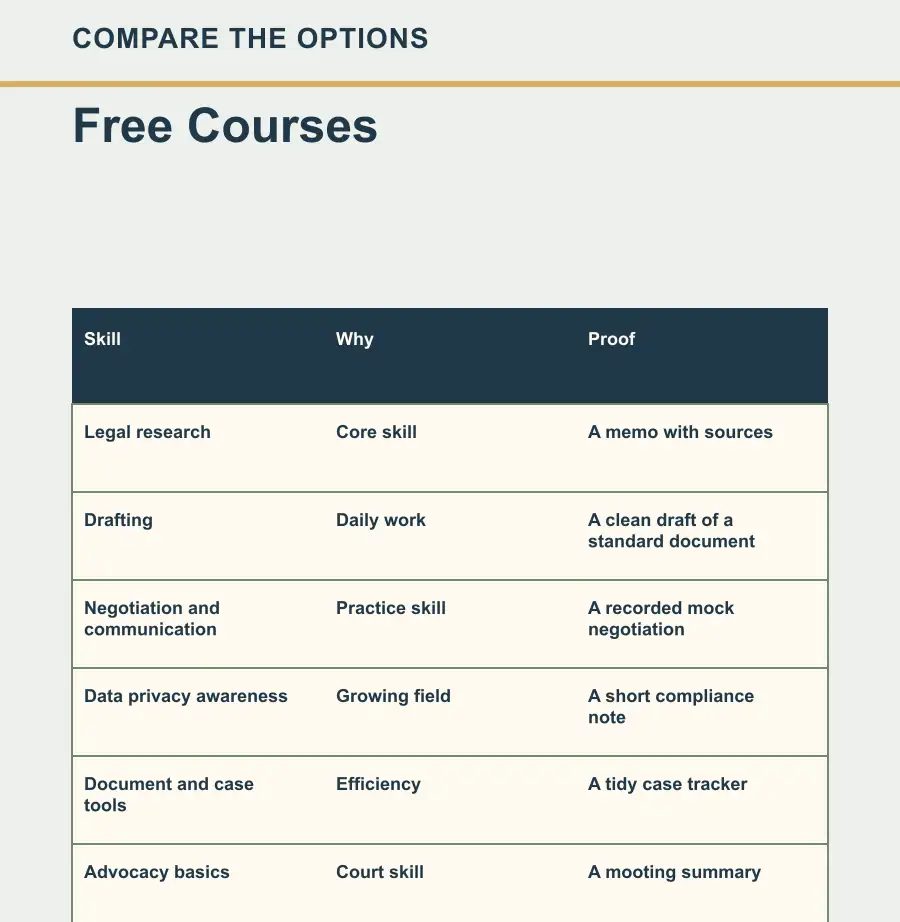 COMPARE THE OPTIONS
Free Courses
Skill Why Proof
Legal research Core skill A memo with sources
Drafting Daily work A clean draft of a
standard document
Negotiation and Practice skill A recorded mock
communication negotiation
Data privacy awareness Growing field A short compliance
note
Document and case Efficiency A tidy case tracker
tools
Advocacy basics Court skill A mooting summary